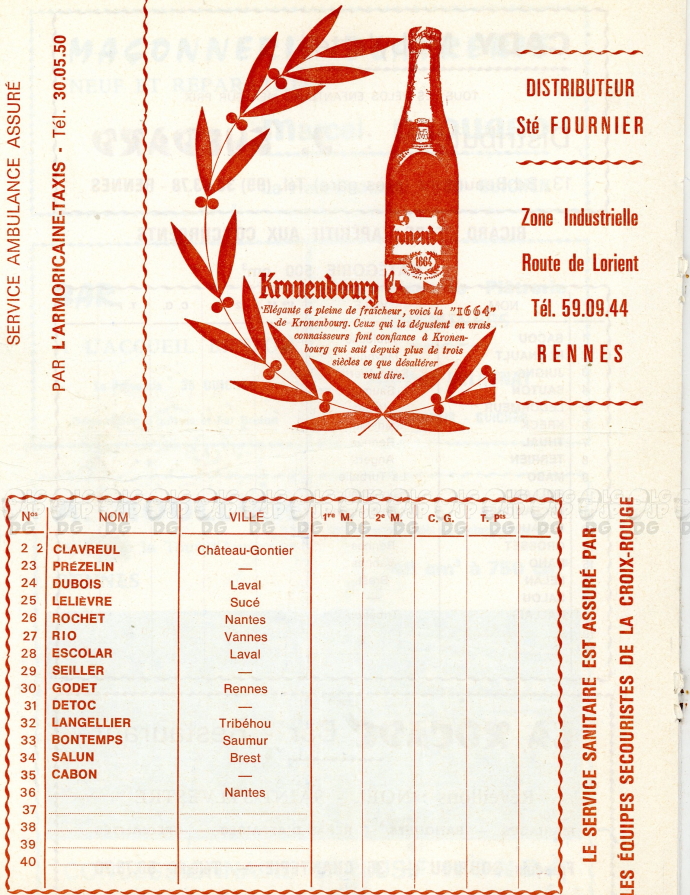 SERVICE AMBULANCE ASSURÉ
PAR L'ARMORICAINE-TAXIS - Tél. 30.05.50
Kronenbourg
1664
Kronenbourg
Elégante et pleine de fraîcheur, voici la "1664"
de Kronenbourg. Ceux qui la dégustent en vrais
connaisseurs font confiance à Kronen-
bourg qui sait depuis plus de trois
siècles ce que désaltérer
veut dire.
DISTRIBUTEUR
Sté FOURNIER
Zone Industrielle
Route de Lorient
Tél. 59.09.44
RENNES
Nos NOM VILLE 1re M. 2e M. C. G. T. pts
22 CLAVREUL Château-Gontier
23 PRÉZELIN —
24 DUBOIS Laval
25 LELIÈVRE Sucé
26 ROCHET Nantes
27 RIO Vannes
28 ESCOLAR Laval
29 SEILLER —
30 GODET Rennes
31 DETOC —
32 LANGELLIER Tribéhou
33 BONTEMPS Saumur
34 SALUN Brest
35 CABON —
36 Nantes
37
38
39
40
LE SERVICE SANITAIRE EST ASSURÉ PAR
LES ÉQUIPES SECOURISTES DE LA CROIX-ROUGE